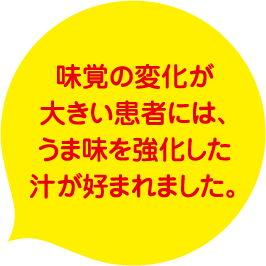 味覚の変化が
大きい患者には、
うま味を強化した
汁が好まれました。